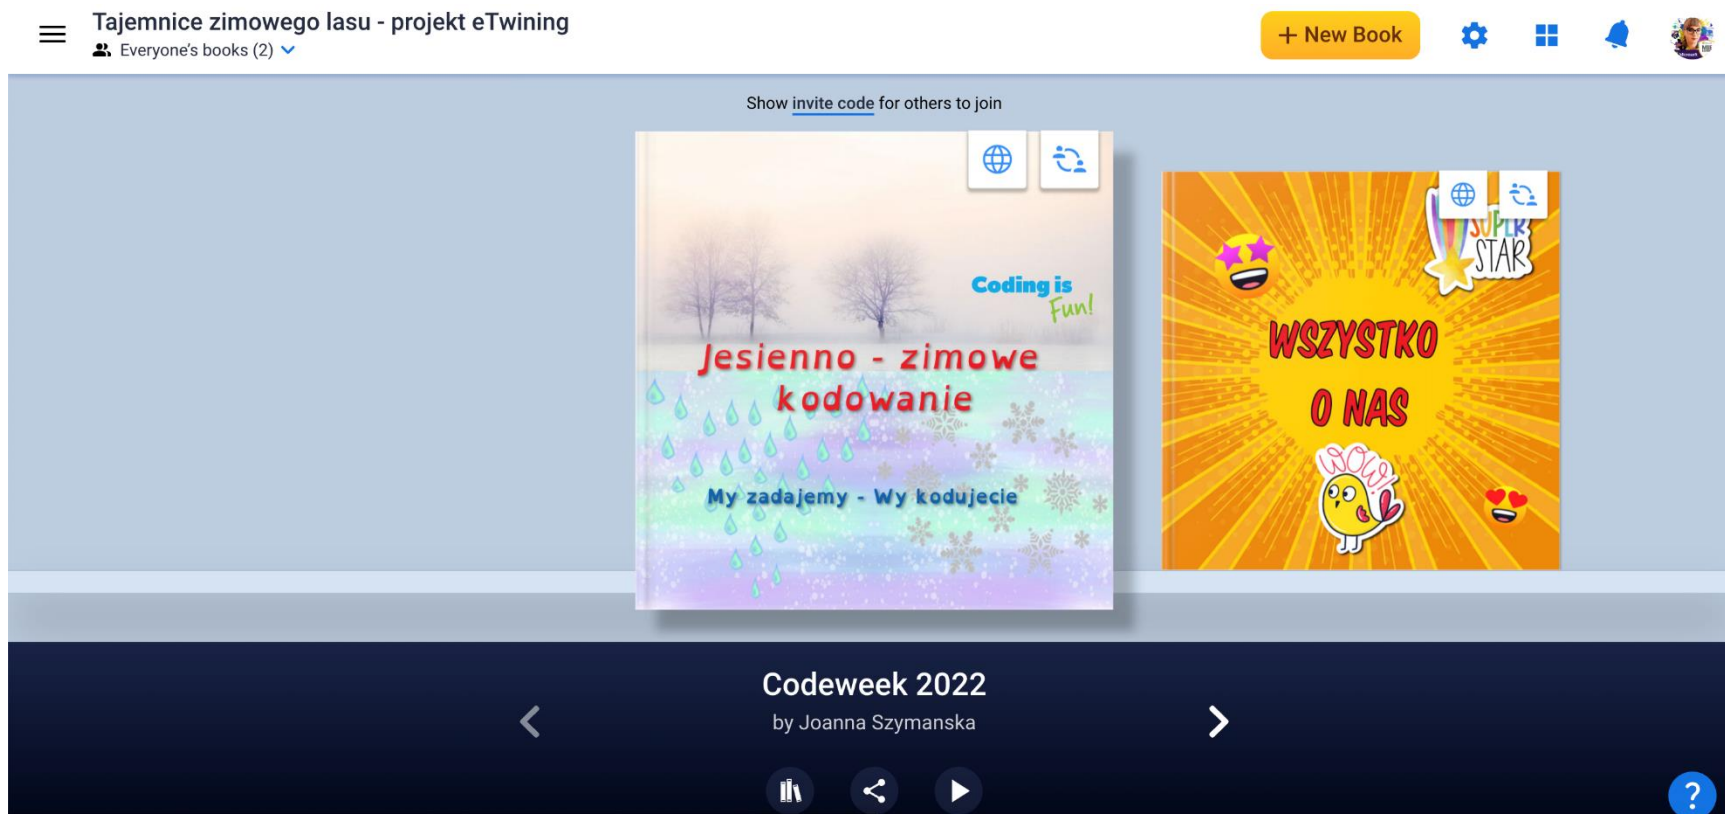 Tajemnice zimowego lasu - projekt eTwining
Everyone's books (2)
+ New Book
Show invite code for others to join
Coding is
Fun!
Jesienno - zimowe
kodowanie
My zadajemy - Wy kodujecie
SUPER
STAR
WSZYSTKO
O NAS
WOW!
Codeweek 2022
by Joanna Szymanska
?